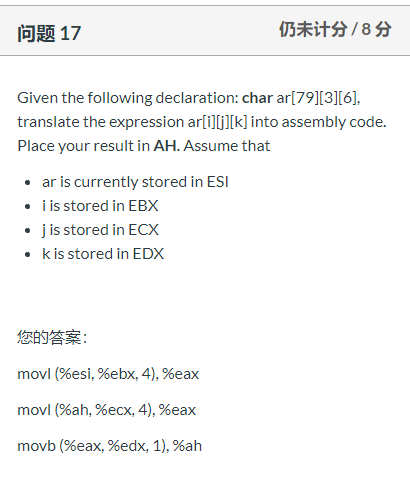 问题 17
仍未计分 / 8 分
Given the following declaration: char ar[79][3][6],
translate the expression ar[i][j][k] into assembly code.
Place your result in AH. Assume that
• ar is currently stored in ESI
• i is stored in EBX
• j is stored in ECX
• k is stored in EDX
您的答案：
movl (%esi, %ebx, 4), %eax
movl (%ah, %ecx, 4), %eax
movb (%eax, %edx, 1), %ah